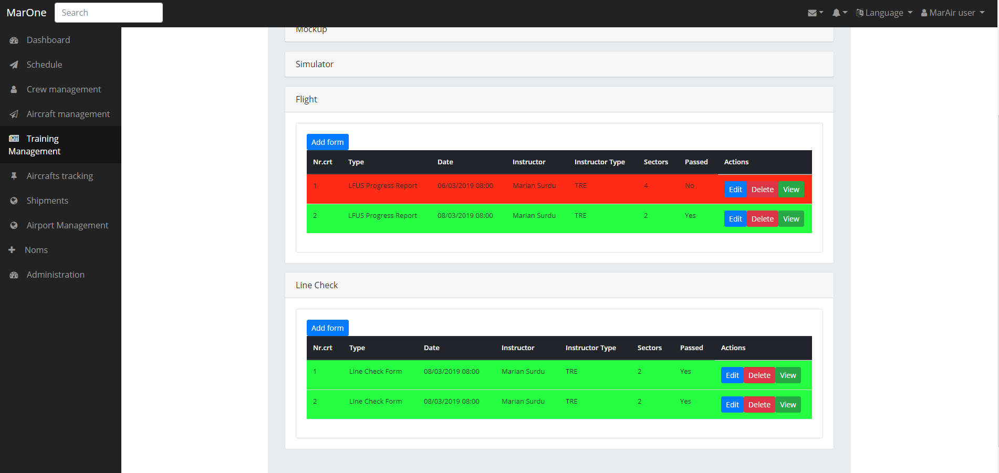 MarOne Search Language MarAir user
Dashboard
Schedule
Crew management
Aircraft management
Training
Management
Aircrafts tracking
Shipments
Airport Management
Noms
Administration
Mockup
Simulator
Flight
Add form
Nr.crt Type Date Instructor Instructor Type Sectors Passed Actions
1 LFUS Progress Report 06/03/2019 08:00 Marian Surdu TRE 4 No Edit Delete View
2 LFUS Progress Report 08/03/2019 08:00 Marian Surdu TRE 2 Yes Edit Delete View
Line Check
Add form
Nr.crt Type Date Instructor Instructor Type Sectors Passed Actions
1 Line Check Form 08/03/2019 08:00 Marian Surdu TRE 2 Yes Edit Delete View
2 Line Check Form 08/03/2019 08:00 Marian Surdu TRE 2 Yes Edit Delete View